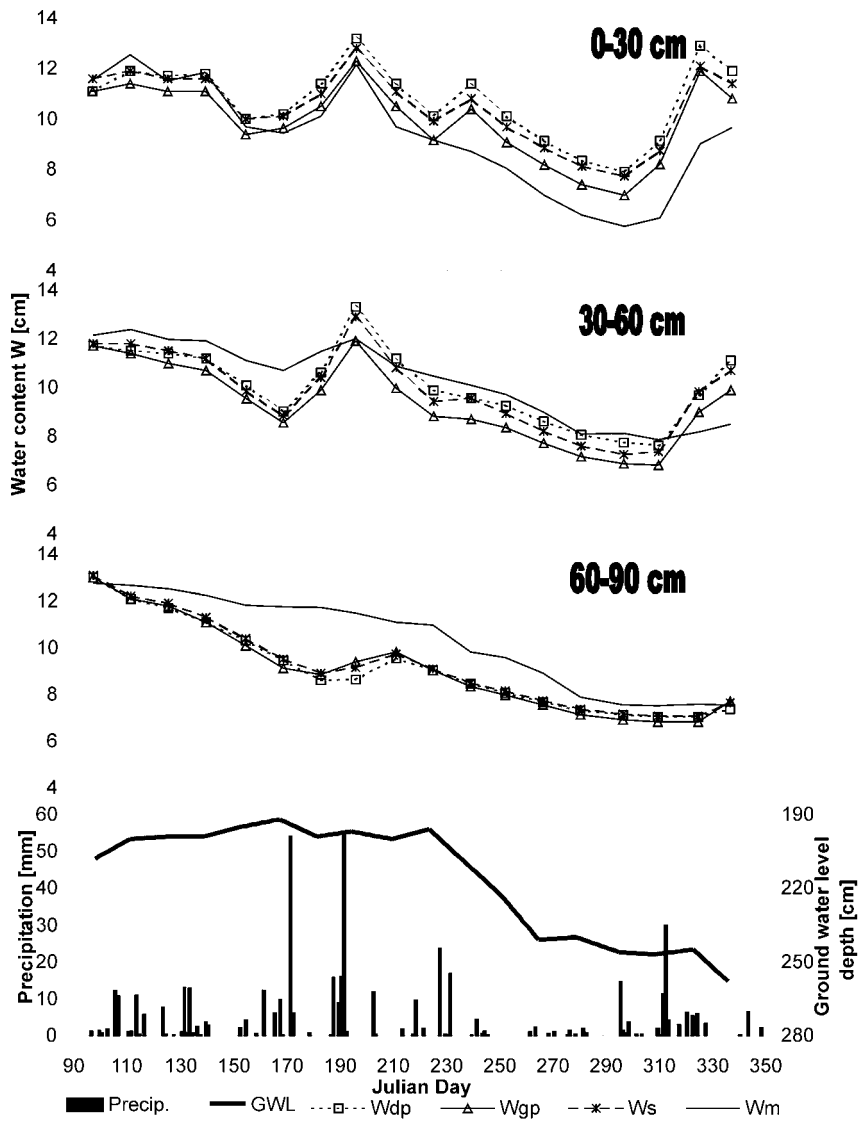 14
12
10
8
6
4
0-30 cm
14
12
10
8
6
4
30-60 cm
Water content W [cm]
14
12
10
8
6
4
60-90 cm
60
50
40
30
20
10
0
Precipitation [mm]
190
220
250
280
Ground water level
depth [cm]
90 110 130 150 170 190 210 230 250 270 290 310 330 350
Julian Day
Precip. GWL Wdp Wgp Ws Wm